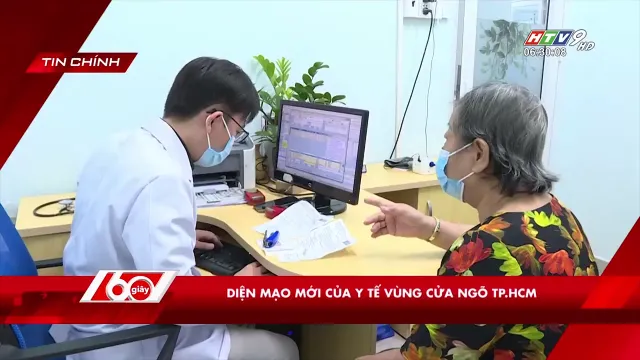 TIN CHÍNH
HTV9 HD
06:30:08
60 giây
DIỆN MẠO MỚI CỦA Y TẾ VÙNG CỬA NGÕ TP.HCM